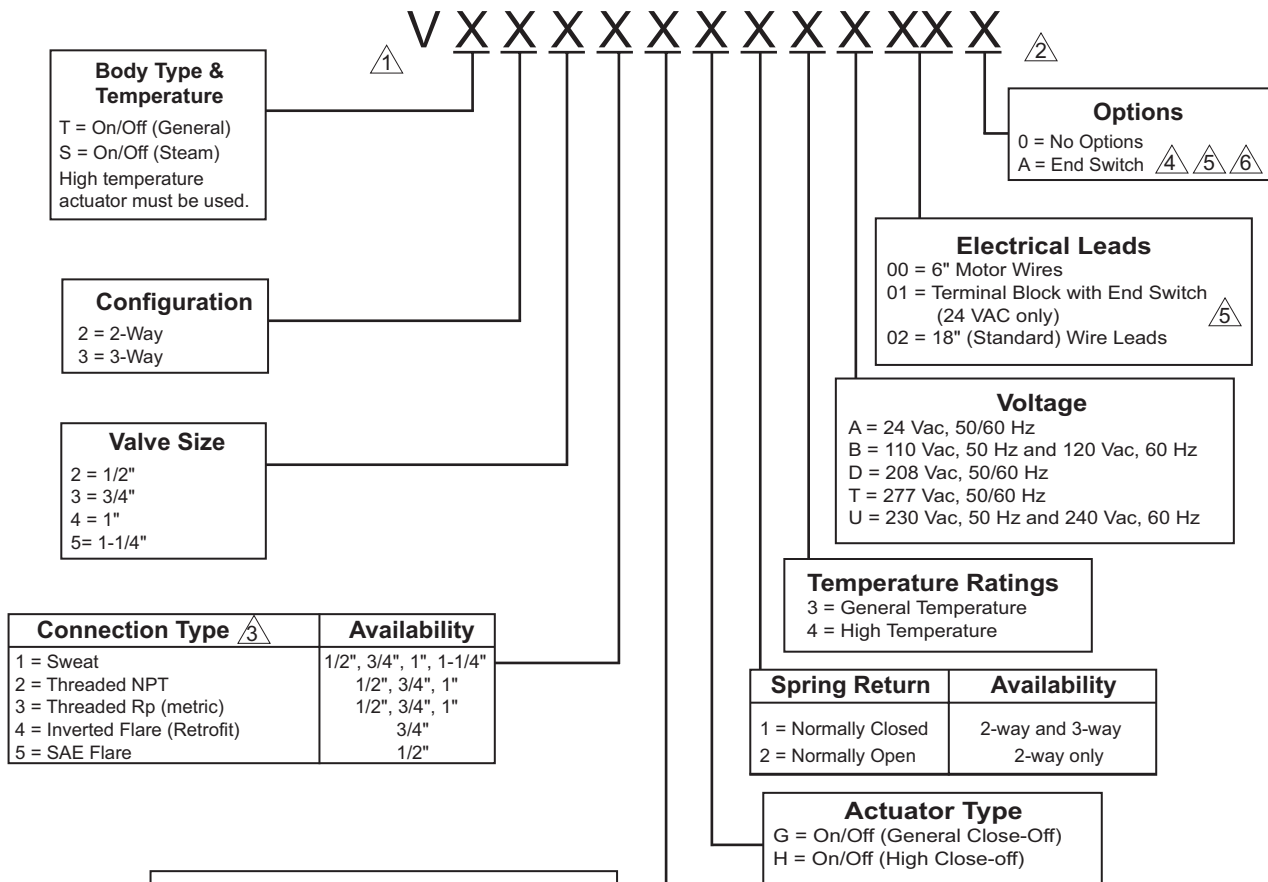 V X X X X X X X X X XX X
1
2
Body Type &
Temperature
T = On/Off (General)
S = On/Off (Steam)
High temperature
actuator must be used.
Options
0 = No Options
A = End Switch 4 5 6
Electrical Leads
00 = 6" Motor Wires
01 = Terminal Block with End Switch
(24 VAC only) 5
02 = 18" (Standard) Wire Leads
Configuration
2 = 2-Way
3 = 3-Way
Voltage
A = 24 Vac, 50/60 Hz
B = 110 Vac, 50 Hz and 120 Vac, 60 Hz
D = 208 Vac, 50/60 Hz
T = 277 Vac, 50/60 Hz
U = 230 Vac, 50 Hz and 240 Vac, 60 Hz
Valve Size
2 = 1/2"
3 = 3/4"
4 = 1"
5= 1-1/4"
Temperature Ratings
3 = General Temperature
4 = High Temperature
Connection Type 3 Availability
1 = Sweat 1/2", 3/4", 1", 1-1/4"
2 = Threaded NPT 1/2", 3/4", 1"
3 = Threaded Rp (metric) 1/2", 3/4", 1"
4 = Inverted Flare (Retrofit) 3/4"
5 = SAE Flare 1/2"
Spring Return Availability
1 = Normally Closed 2-way and 3-way
2 = Normally Open 2-way only
Actuator Type
G = On/Off (General Close-Off)
H = On/Off (High Close-off)